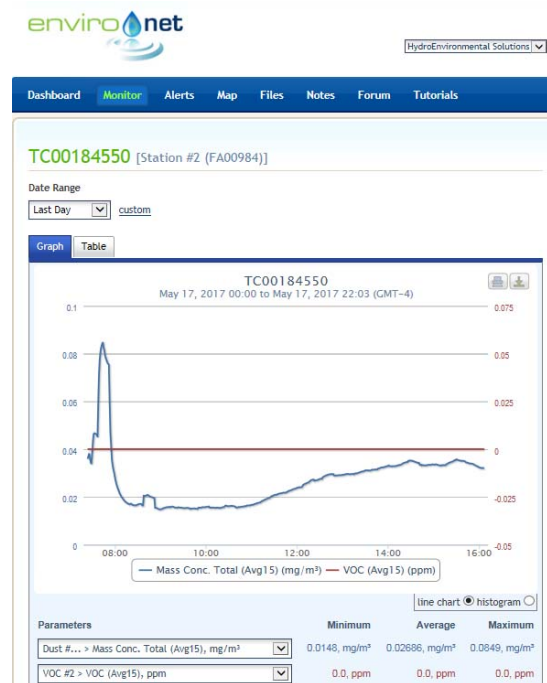 enviro net
HydroEnvironmental Solutions
Dashboard Monitor Alerts Map Files Notes Forum Tutorials
TC00184550 [Station #2 (FA00984)]
Date Range
Last Day custom
Graph Table
TC00184550
May 17, 2017 00:00 to May 17, 2017 22:03 (GMT-4)
0.1 0.075
0.08 0.05
0.06 0.025
0.04 0
0.02 -0.025
0 -0.05
08:00 10:00 12:00 14:00 16:00
Mass Conc. Total (Avg15) (mg/m³) VOC (Avg15) (ppm)
line chart histogram
Parameters Minimum Average Maximum
Dust #... > Mass Conc. Total (Avg15), mg/m³ 0.0148, mg/m³ 0.02686, mg/m³ 0.0849, mg/m³
VOC #2 > VOC (Avg15), ppm 0.0, ppm 0.0, ppm 0.0, ppm